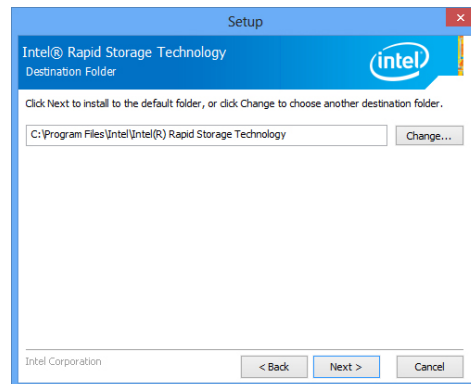 Setup
Intel® Rapid Storage Technology
Destination Folder
intel
Click Next to install to the default folder, or click Change to choose another destination folder.
C:\Program Files\Intel\Intel(R) Rapid Storage Technology
Change...
Intel Corporation
< Back
Next >
Cancel